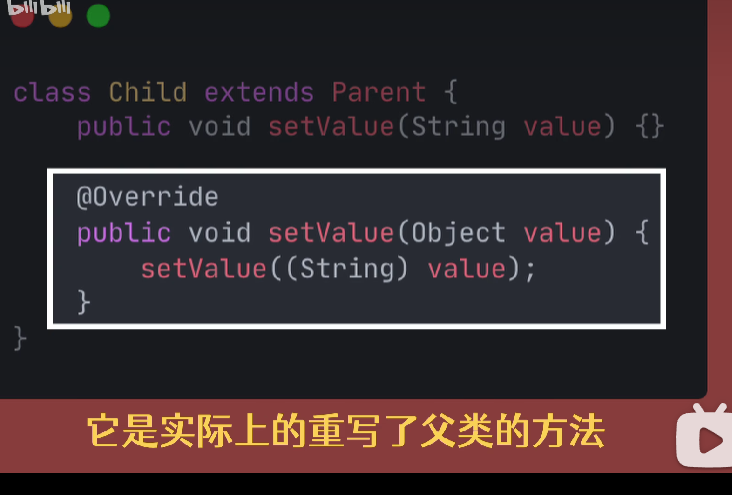 bilibili
class Child extends Parent {
public void setValue(String value) {}
@Override
public void setValue(Object value) {
setValue((String) value);
}
}
它是实际上的重写了父类的方法